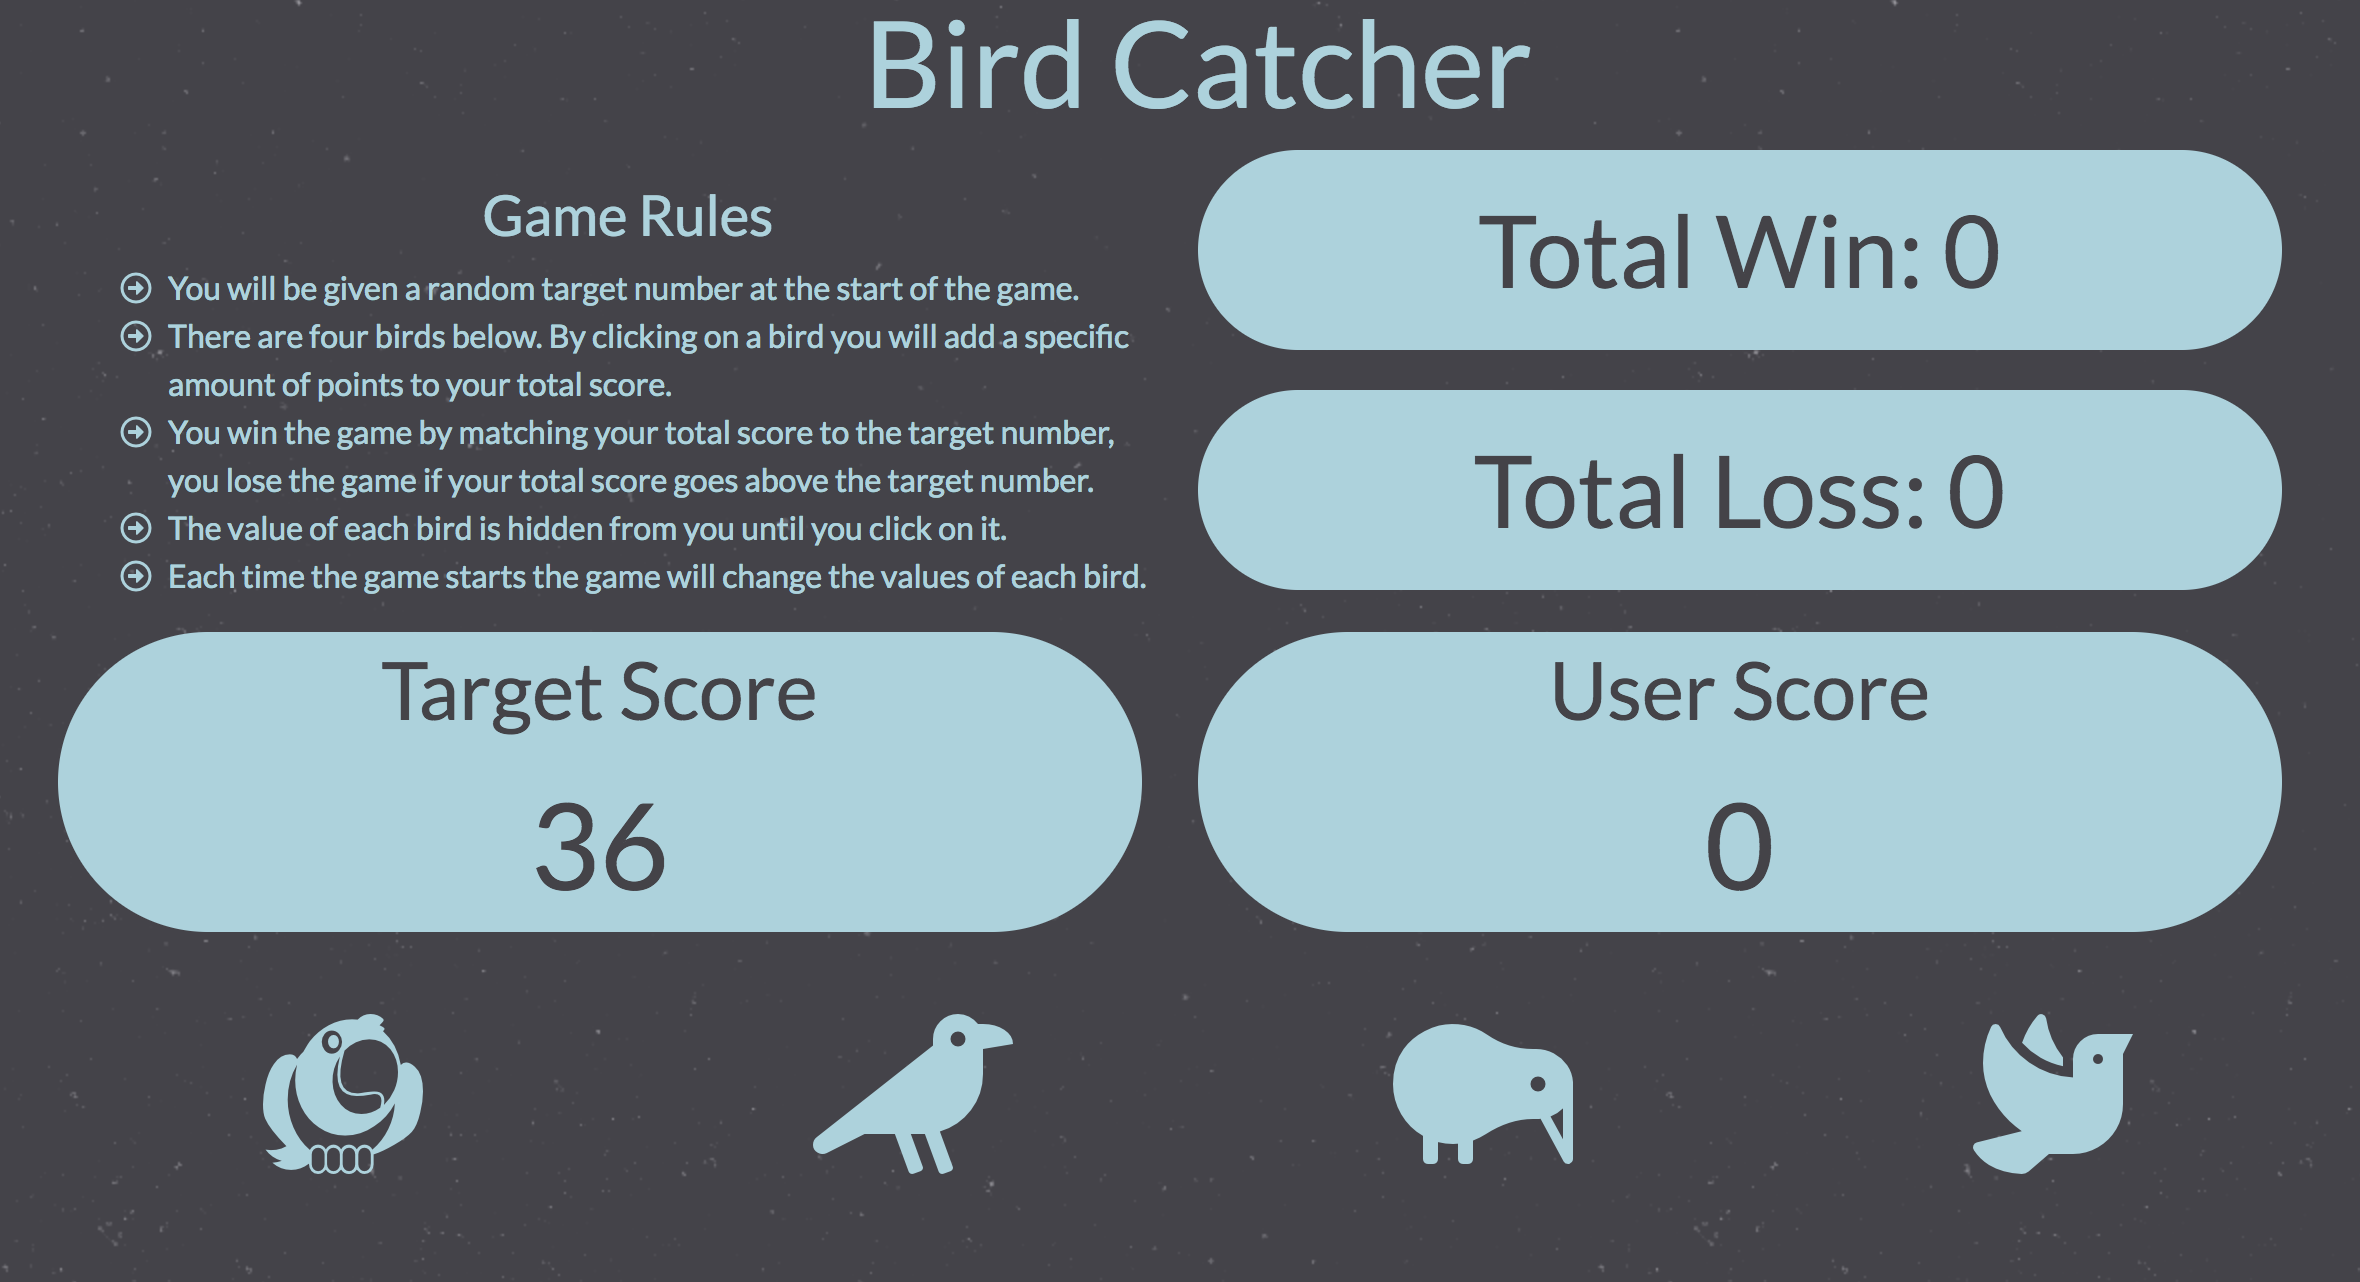 Bird Catcher
Game Rules
You will be given a random target number at the start of the game.
There are four birds below. By clicking on a bird you will add a specific
amount of points to your total score.
You win the game by matching your total score to the target number,
you lose the game if your total score goes above the target number.
The value of each bird is hidden from you until you click on it.
Each time the game starts the game will change the values of each bird.
Total Win: 0
Total Loss: 0
Target Score
36
User Score
0